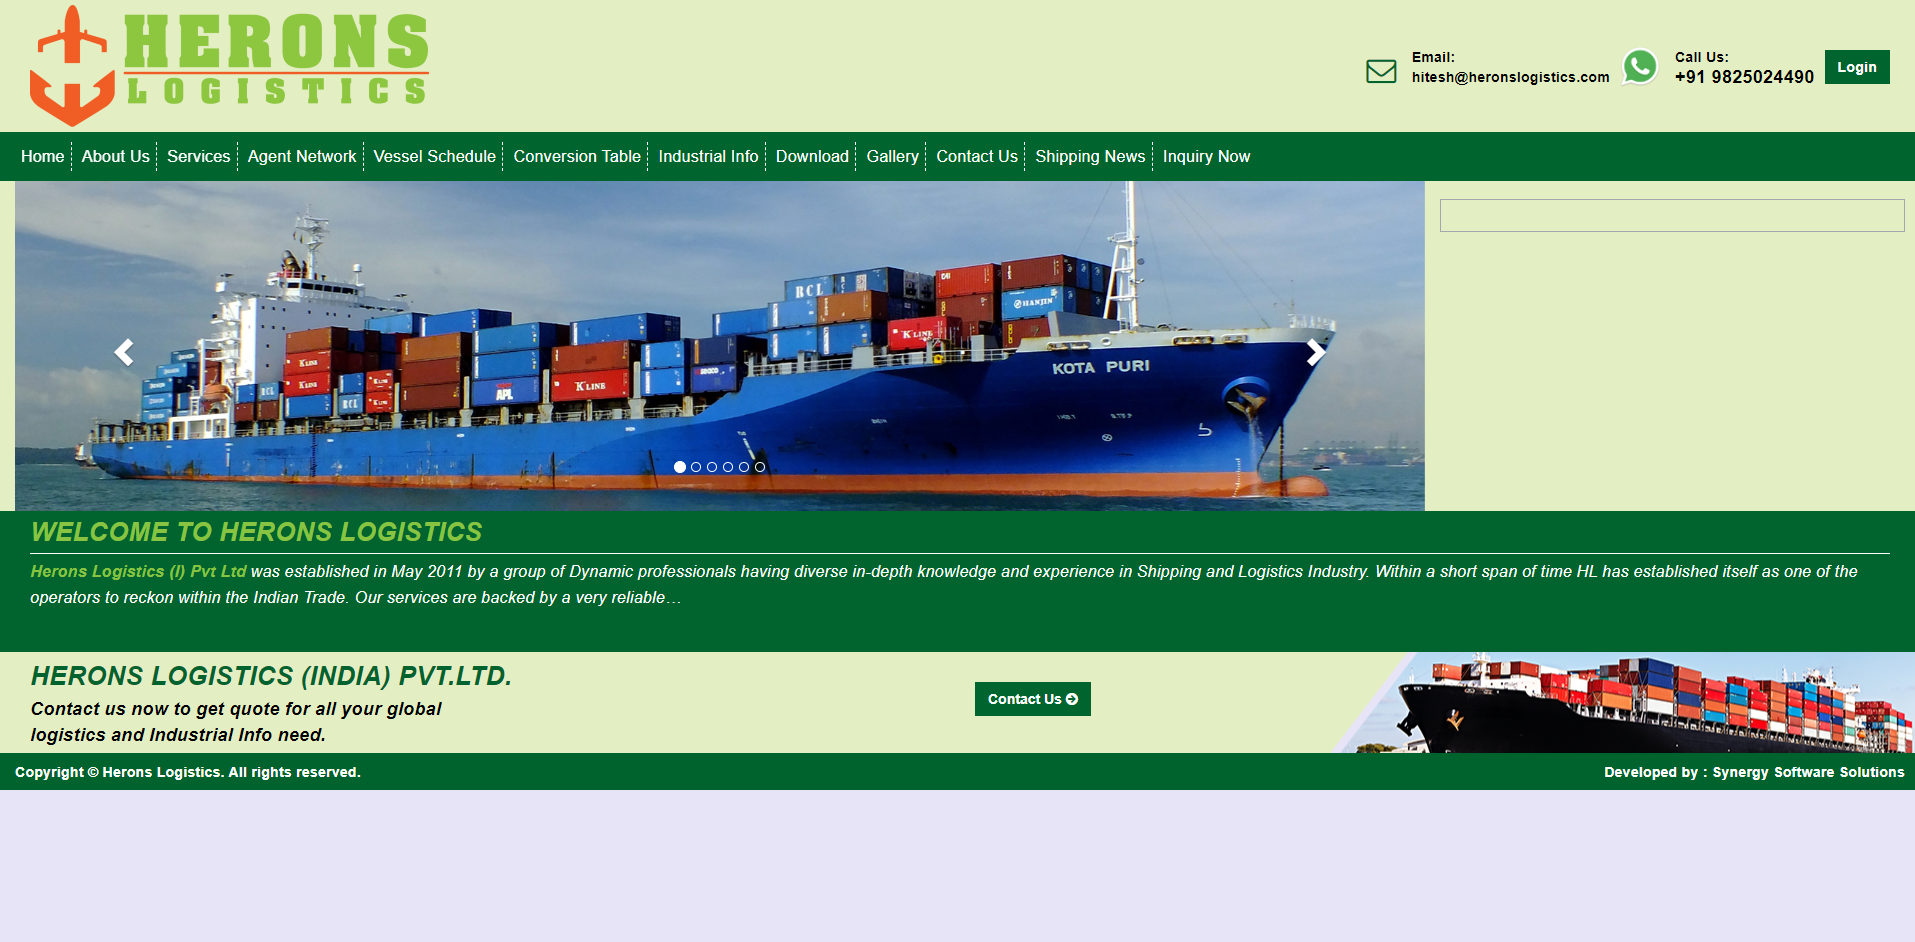 HERONS
LOGISTICS
Email:
hitesh@heronslogistics.com
Call Us:
+91 9825024490
Login
Home About Us Services Agent Network Vessel Schedule Conversion Table Industrial Info Download Gallery Contact Us Shipping News Inquiry Now
RCL
CAI
HANJIN
K LINE
K LINE
K LINE
RCL
RCL
APL
K LINE
KOTA PURI
WELCOME TO HERONS LOGISTICS
Herons Logistics (I) Pvt Ltd was established in May 2011 by a group of Dynamic professionals having diverse in-depth knowledge and experience in Shipping and Logistics Industry. Within a short span of time HL has established itself as one of the
operators to reckon within the Indian Trade. Our services are backed by a very reliable…
HERONS LOGISTICS (INDIA) PVT.LTD.
Contact us now to get quote for all your global
logistics and Industrial Info need.
Contact Us
Copyright © Herons Logistics. All rights reserved.
Developed by : Synergy Software Solutions